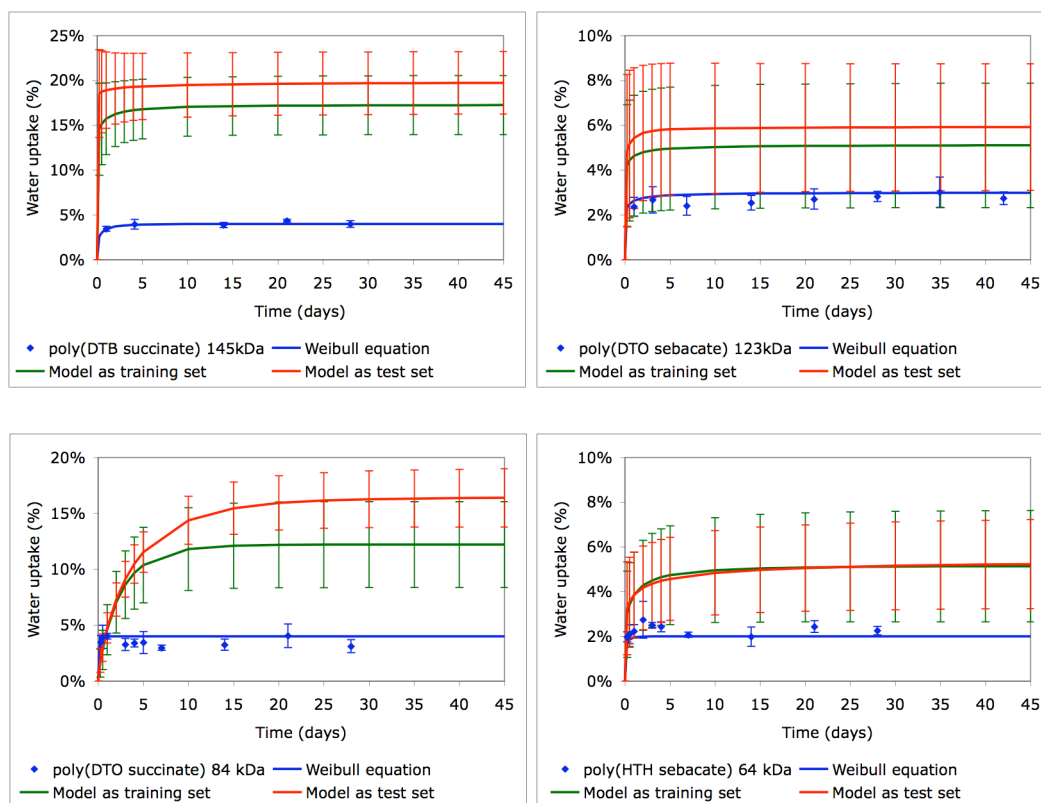 25%
20%
15%
10%
5%
0%
Water uptake (%)
0 5 10 15 20 25 30 35 40 45
Time (days)
poly(DTB succinate) 145kDa Weibull equation
Model as training set Model as test set
10%
8%
6%
4%
2%
0%
Water uptake (%)
0 5 10 15 20 25 30 35 40 45
Time (days)
poly(DTO sebacate) 123kDa Weibull equation
Model as training set Model as test set
20%
15%
10%
5%
0%
Water uptake (%)
0 5 10 15 20 25 30 35 40 45
Time (days)
poly(DTO succinate) 84 kDa Weibull equation
Model as training set Model as test set
10%
8%
6%
4%
2%
0%
Water uptake (%)
0 5 10 15 20 25 30 35 40 45
Time (days)
poly(HTH sebacate) 64 kDa Weibull equation
Model as training set Model as test set